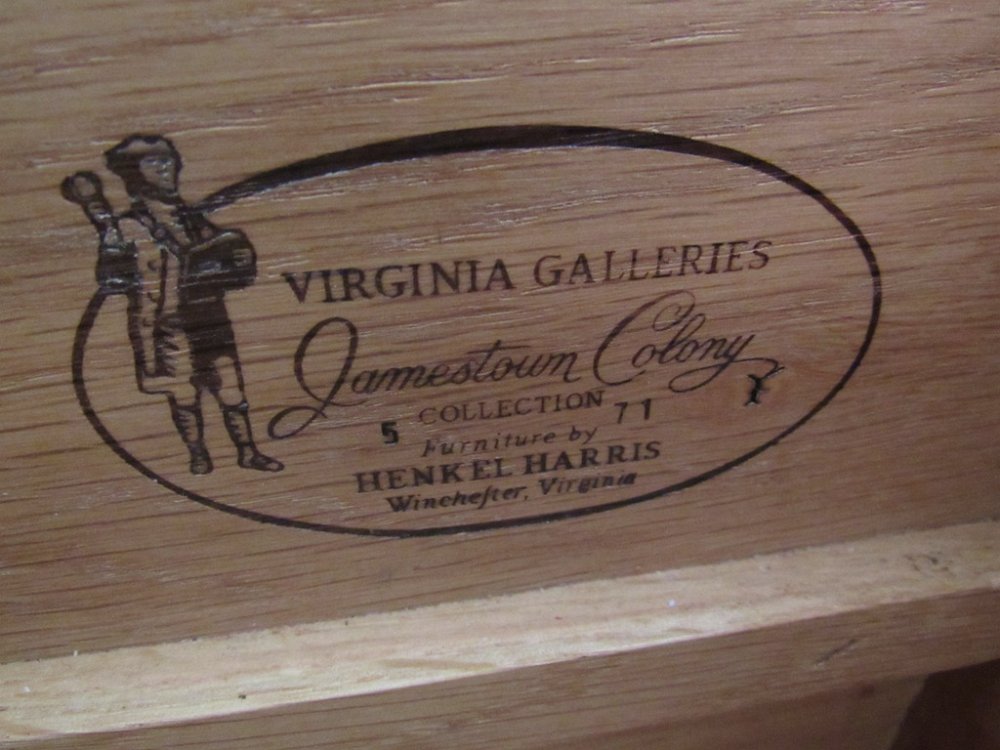 VIRGINIA GALLERIES
Jamestown Colony
COLLECTION
5 71 Y
Furniture by
HENKEL HARRIS
Wincheſter, Virginia